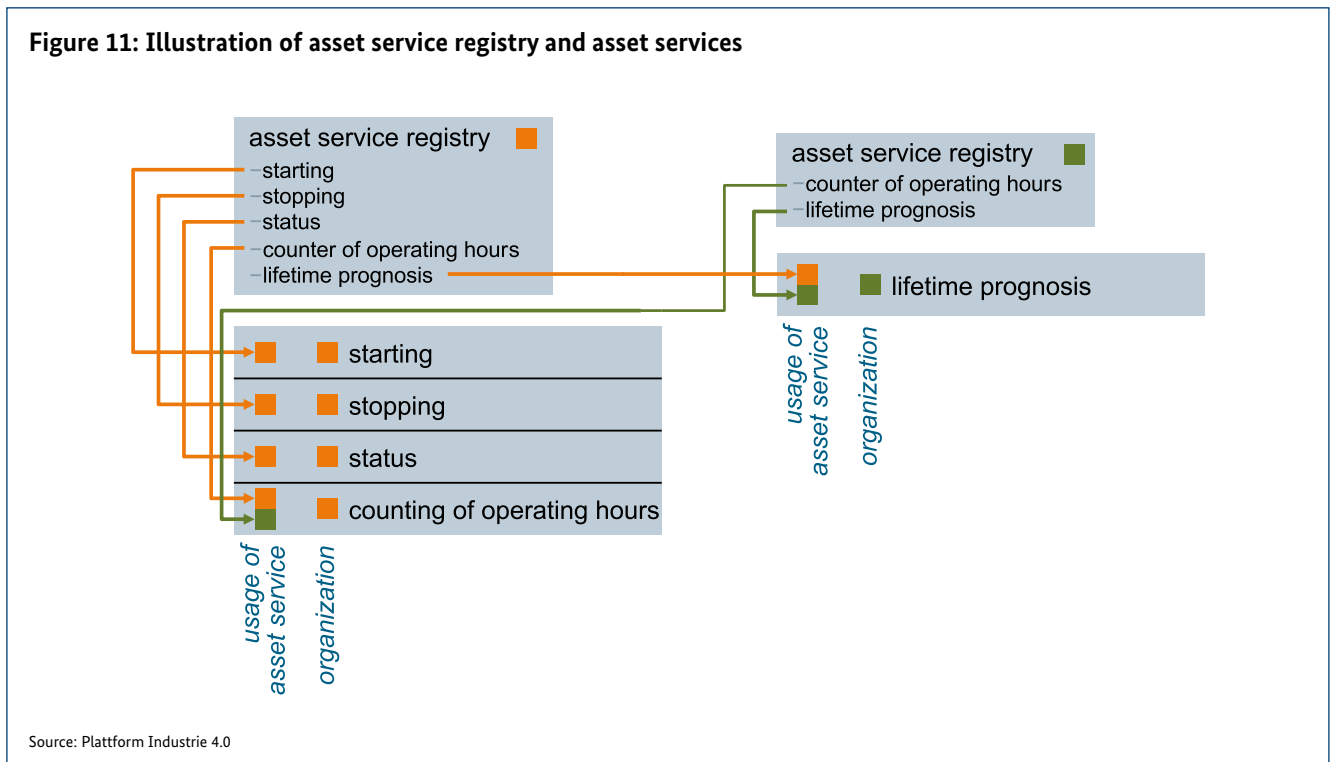 Figure 11: Illustration of asset service registry and asset services
asset service registry
starting
stopping
status
counter of operating hours
lifetime prognosis
asset service registry
counter of operating hours
lifetime prognosis
lifetime prognosis
usage of
asset service
organization
starting
stopping
status
counting of operating hours
usage of
asset service
organization
Source: Plattform Industrie 4.0